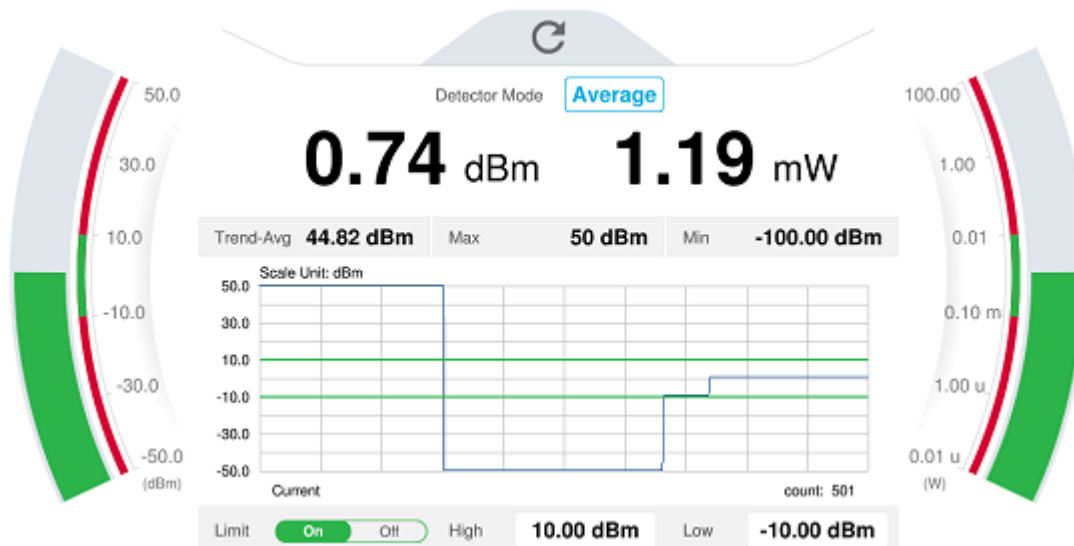 Detector Mode Average
0.74 dBm 1.19 mW
Trend-Avg 44.82 dBm Max 50 dBm Min -100.00 dBm
50.0
30.0
10.0
-10.0
-30.0
-50.0
(dBm)
Scale Unit: dBm
50.0
30.0
10.0
-10.0
-30.0
-50.0
Current count: 501
100.00
1.00
0.01
0.10 m
1.00 u
0.01 u
(W)
Limit On Off High 10.00 dBm Low -10.00 dBm